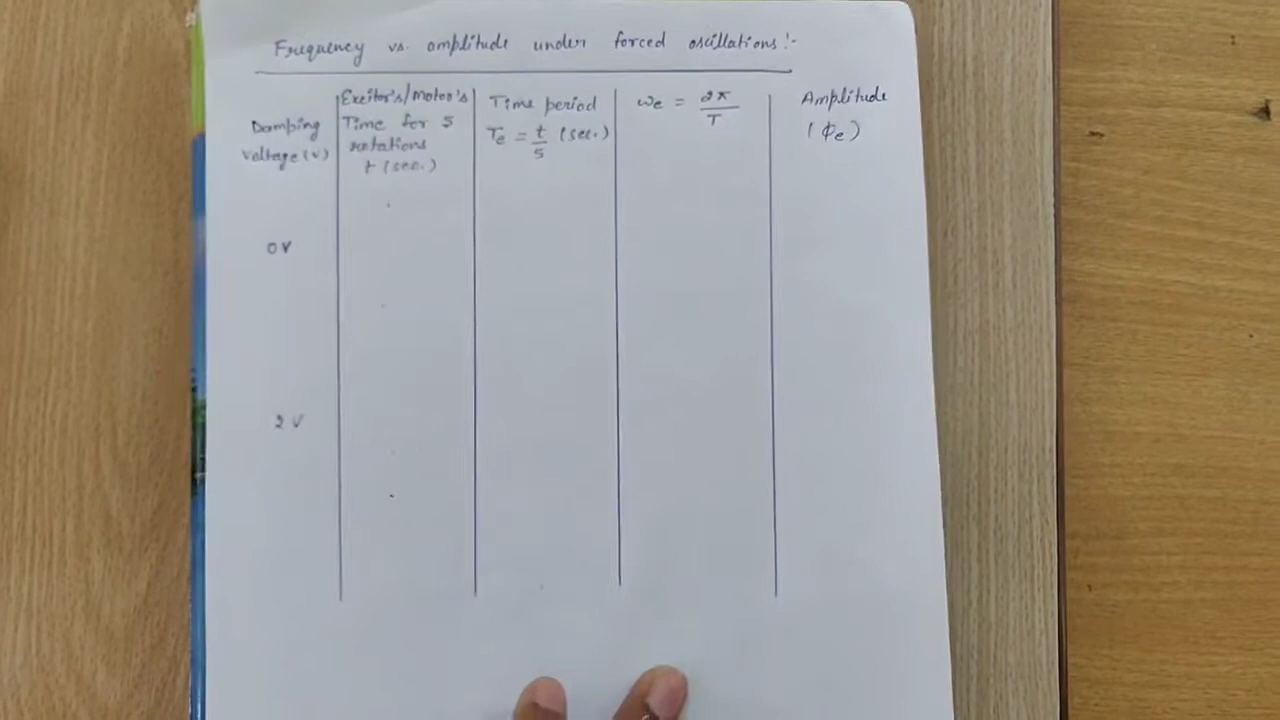 Frequency vs. amplitude under forced oscillations:-
Damping
Voltage (V)
Excitor's/Motor's
Time for 5
rotations
t (sec.)
Time period
Te = t/5 (sec.)
ωe = 2π/T
Amplitude
(ϕe)
0 V
2 V